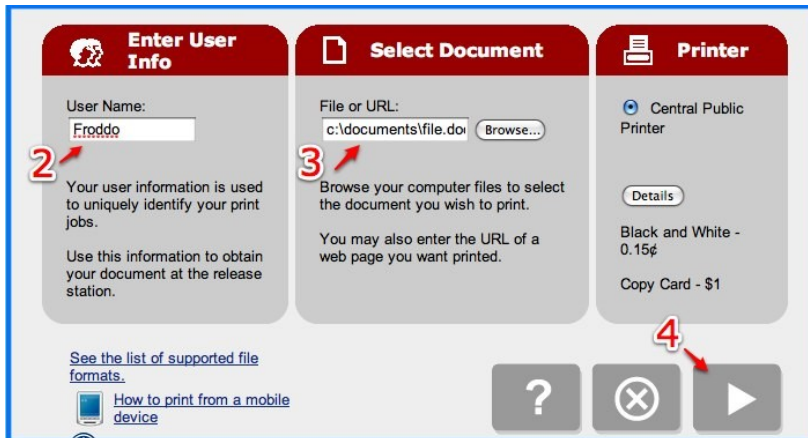 Enter User
Info
User Name:
Froddo
2
Your user information is used
to uniquely identify your print
jobs.
Use this information to obtain
your document at the release
station.
Select Document
File or URL:
c:\documents\file.do
Browse...
3
Browse your computer files to select
the document you wish to print.
You may also enter the URL of a
web page you want printed.
Printer
Central Public
Printer
Details
Black and White -
0.15¢
Copy Card - $1
4
See the list of supported file
formats.
How to print from a mobile
device
?